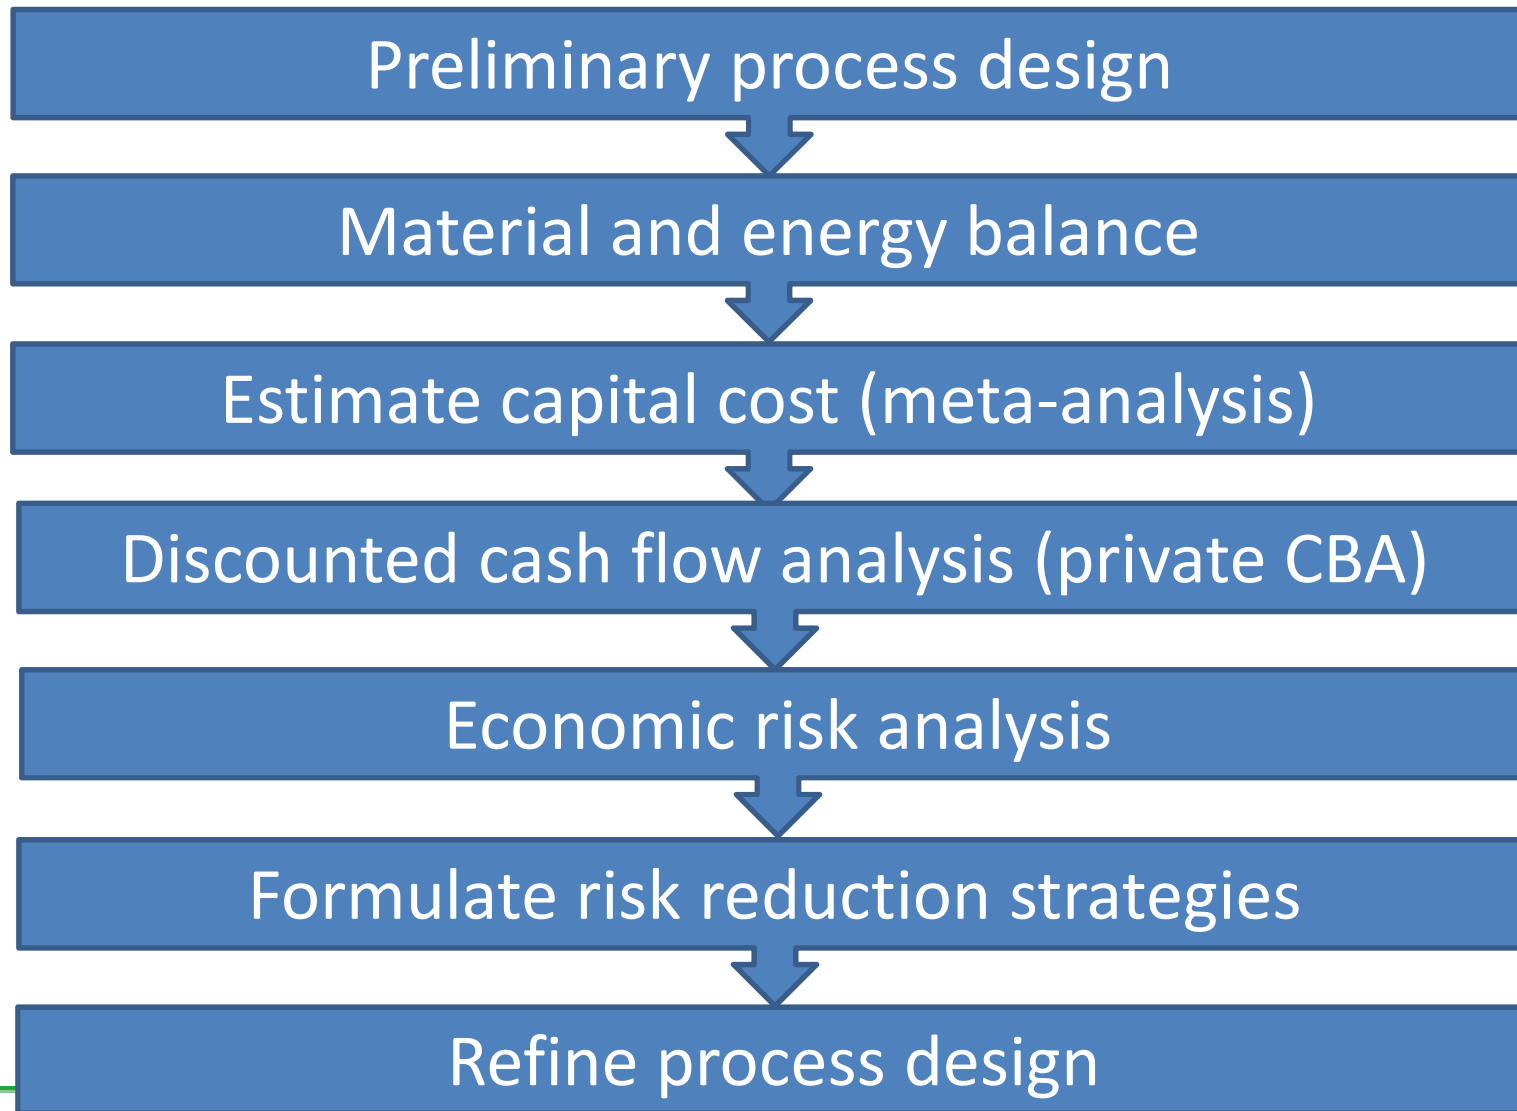 Preliminary process design
Material and energy balance
Estimate capital cost (meta-analysis)
Discounted cash flow analysis (private CBA)
Economic risk analysis
Formulate risk reduction strategies
Refine process design